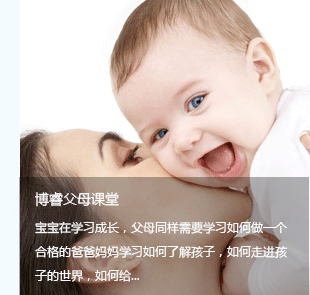 博睿父母课堂
宝宝在学习成长，父母同样需要学习如何做一个
合格的爸爸妈妈学习如何了解孩子，如何走进孩
子的世界，如何给...